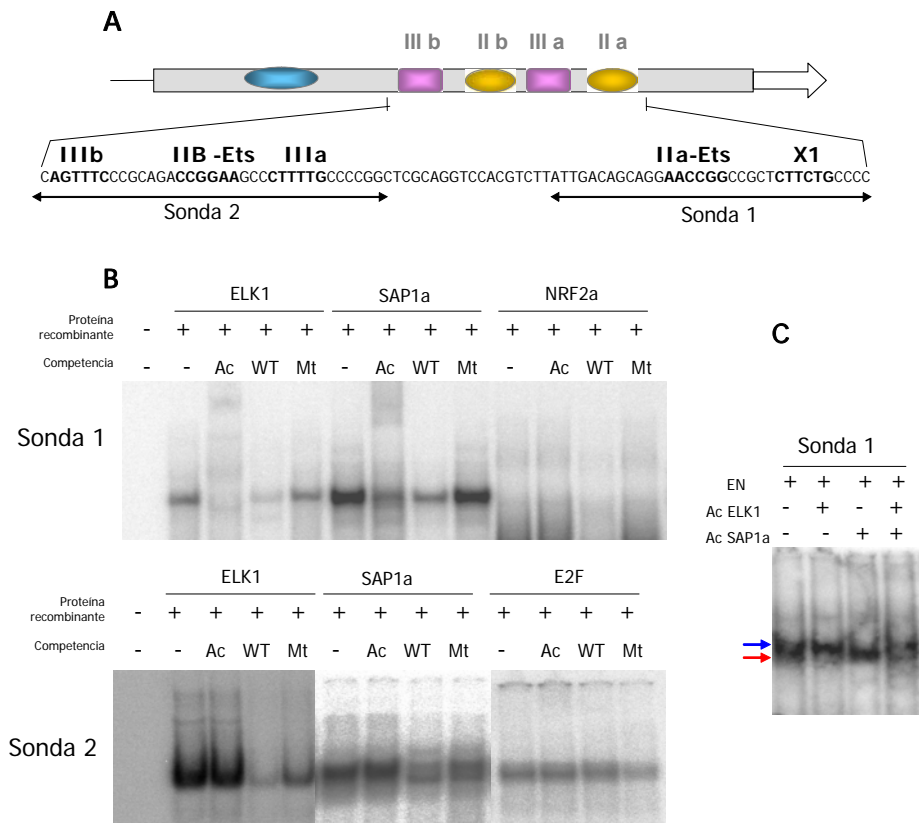 A
III b II b III a II a
IIIb IIB -Ets IIIa IIa-Ets X1
CAGTTTCCCGCAGACCGGAAGCCCTTTTGCCCCGGCTCGCAGGTCCACGTCTTATTGACAGCAGGAACCGGCCGCTCTTCTGCCCC
Sonda 2 Sonda 1
B
ELK1 SAP1a NRF2a
Proteína
recombinante - + + + + + + + + + + + +
Competencia - - Ac WT Mt - Ac WT Mt - Ac WT Mt
Sonda 1
ELK1 SAP1a E2F
Proteína
recombinante - + + + + + + + + + + + +
Competencia - - Ac WT Mt - Ac WT Mt - Ac WT Mt
Sonda 2
C
Sonda 1
EN + + + +
Ac ELK1 - + - +
Ac SAP1a - - + +